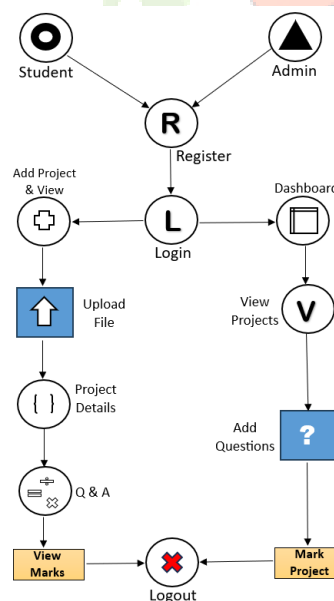 Student
Admin
R
Register
Add Project
& View
L
Login
Dashboard
Upload
File
View
Projects
V
{ }
Project
Details
Add
Questions
?
Q & A
View
Marks
Logout
Mark
Project